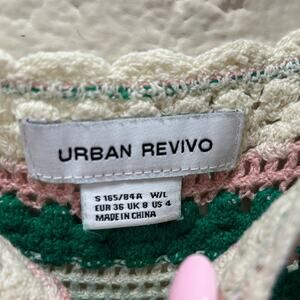 URBAN REVIVO
S 165/84A W/L
EUR 36 UK 8 US 4
MADE IN CHINA